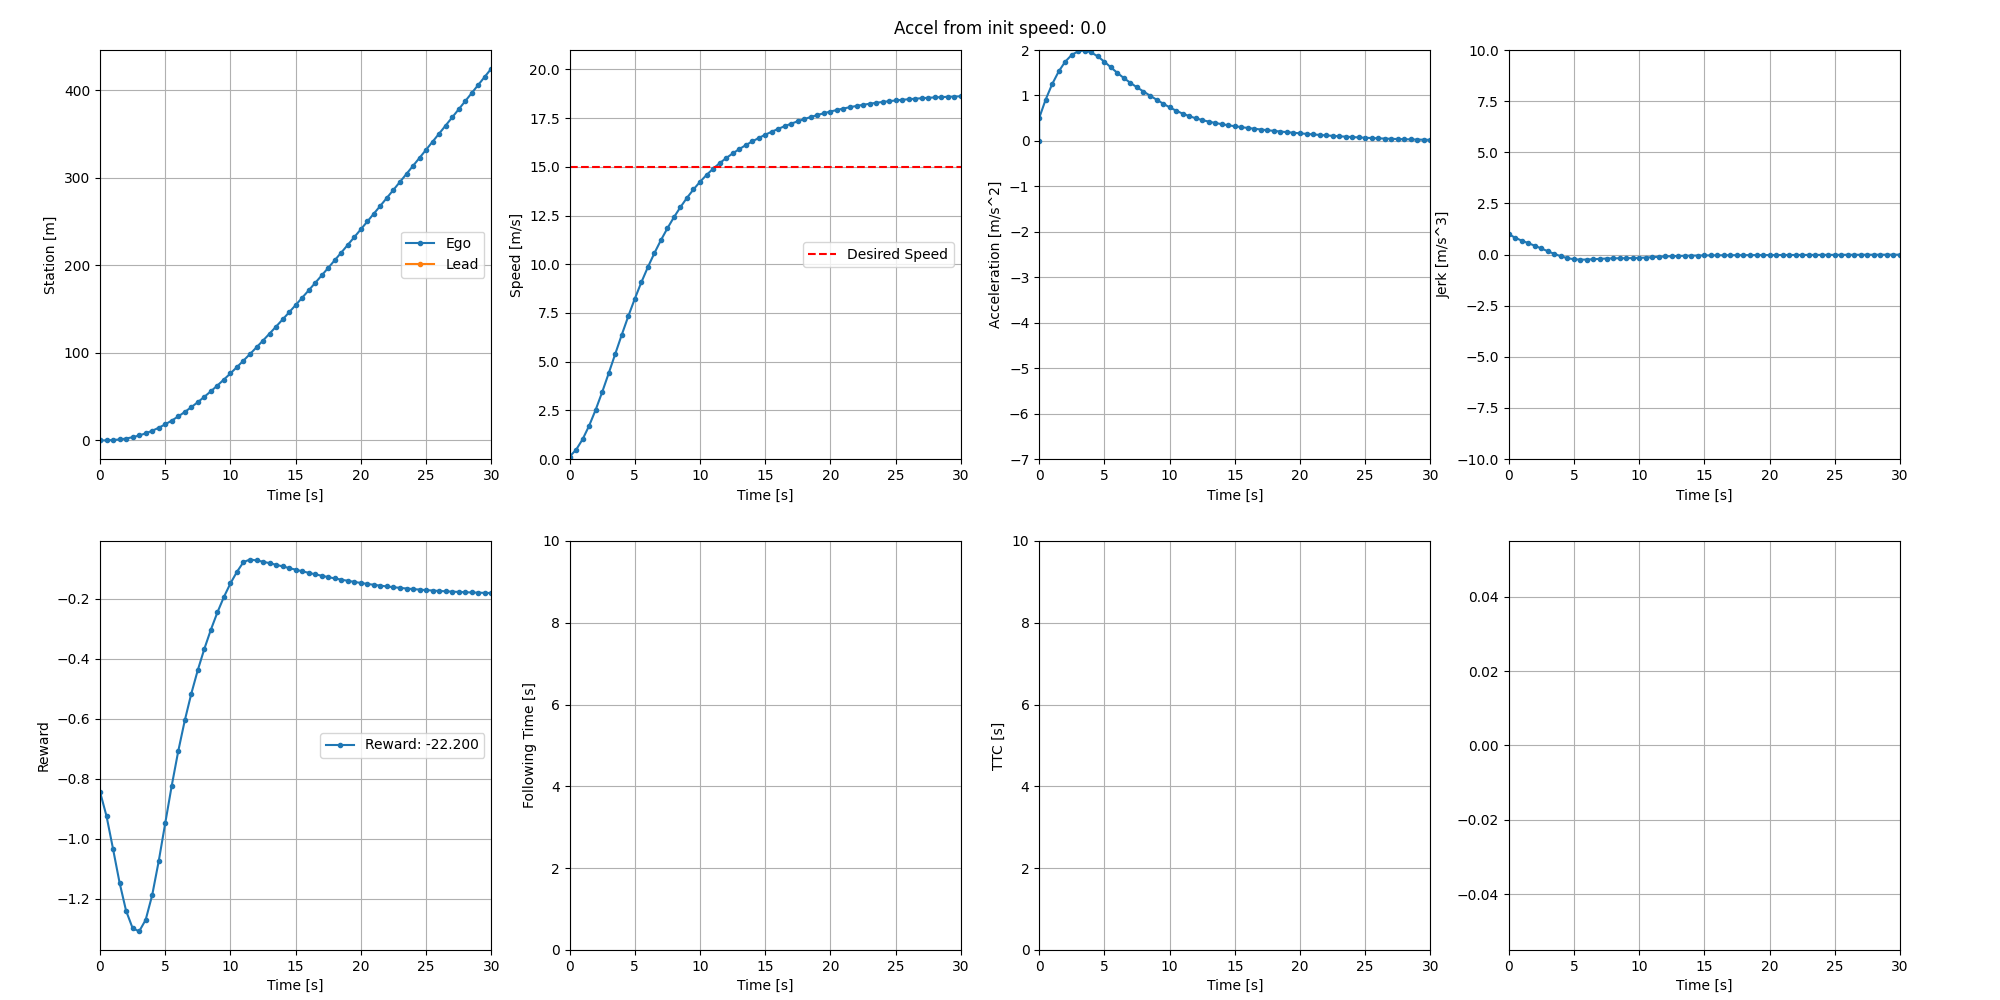 Accel from init speed: 0.0
400
300
200
100
0
Station [m]
0 5 10 15 20 25 30
Time [s]
Ego
Lead
20.0
17.5
15.0
12.5
10.0
7.5
5.0
2.5
0.0
Speed [m/s]
0 5 10 15 20 25 30
Time [s]
Desired Speed
2
1
0
−1
−2
−3
−4
−5
−6
−7
Acceleration [m/s^2]
0 5 10 15 20 25 30
Time [s]
10.0
7.5
5.0
2.5
0.0
−2.5
−5.0
−7.5
−10.0
Jerk [m/s^3]
0 5 10 15 20 25 30
Time [s]
−0.2
−0.4
−0.6
−0.8
−1.0
−1.2
Reward
0 5 10 15 20 25 30
Time [s]
Reward: -22.200
10
8
6
4
2
0
Following Time [s]
0 5 10 15 20 25 30
Time [s]
10
8
6
4
2
0
TTC [s]
0 5 10 15 20 25 30
Time [s]
0.04
0.02
0.00
−0.02
−0.04
0 5 10 15 20 25 30
Time [s]